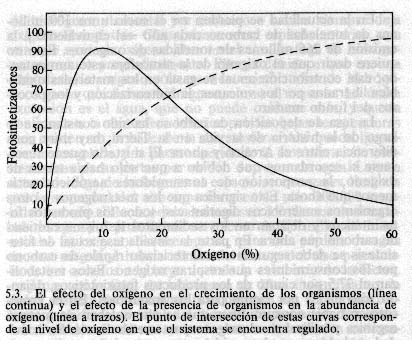 100
90
80
70
60
50
40
30
20
10
Fotosintetizadores
0
10
20
30
40
50
60
Oxígeno (%)
5.3. El efecto del oxígeno en el crecimiento de los organismos (línea
continua) y el efecto de la presencia de organismos en la abundancia
de oxígeno (línea a trazos). El punto de intersección de estas curvas correspon-
de al nivel de oxígeno en que el sistema se encuentra regulado.